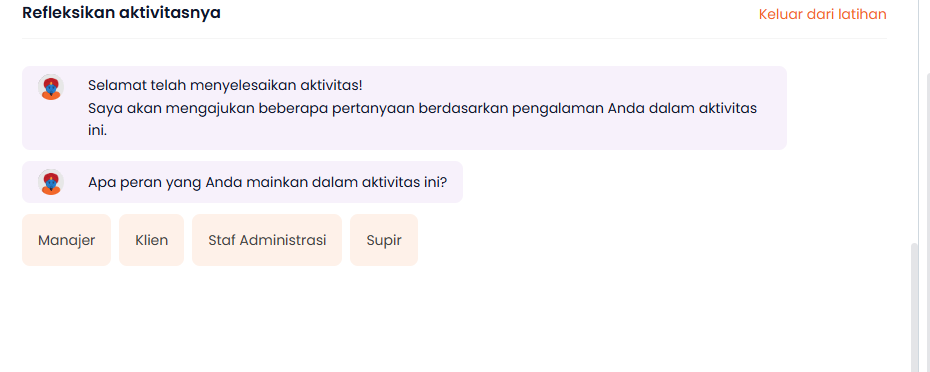 Refleksikan aktivitasnya
Keluar dari latihan
Selamat telah menyelesaikan aktivitas!
Saya akan mengajukan beberapa pertanyaan berdasarkan pengalaman Anda dalam aktivitas
ini.
Apa peran yang Anda mainkan dalam aktivitas ini?
Manajer
Klien
Staf Administrasi
Supir